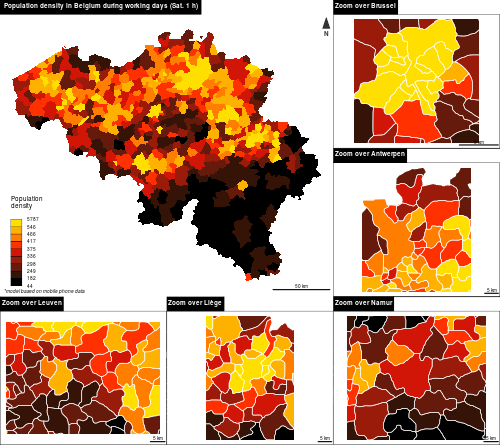 Population density in Belgium during working days (Sat. 1 h)
N
Population
density
5787
546
466
417
375
336
298
249
182
44
*model based on mobile phone data
50 km
Zoom over Brussel
Zoom over Antwerpen
5 km
Zoom over Leuven
5 km
Zoom over Liège
5 km
Zoom over Namur
5 km